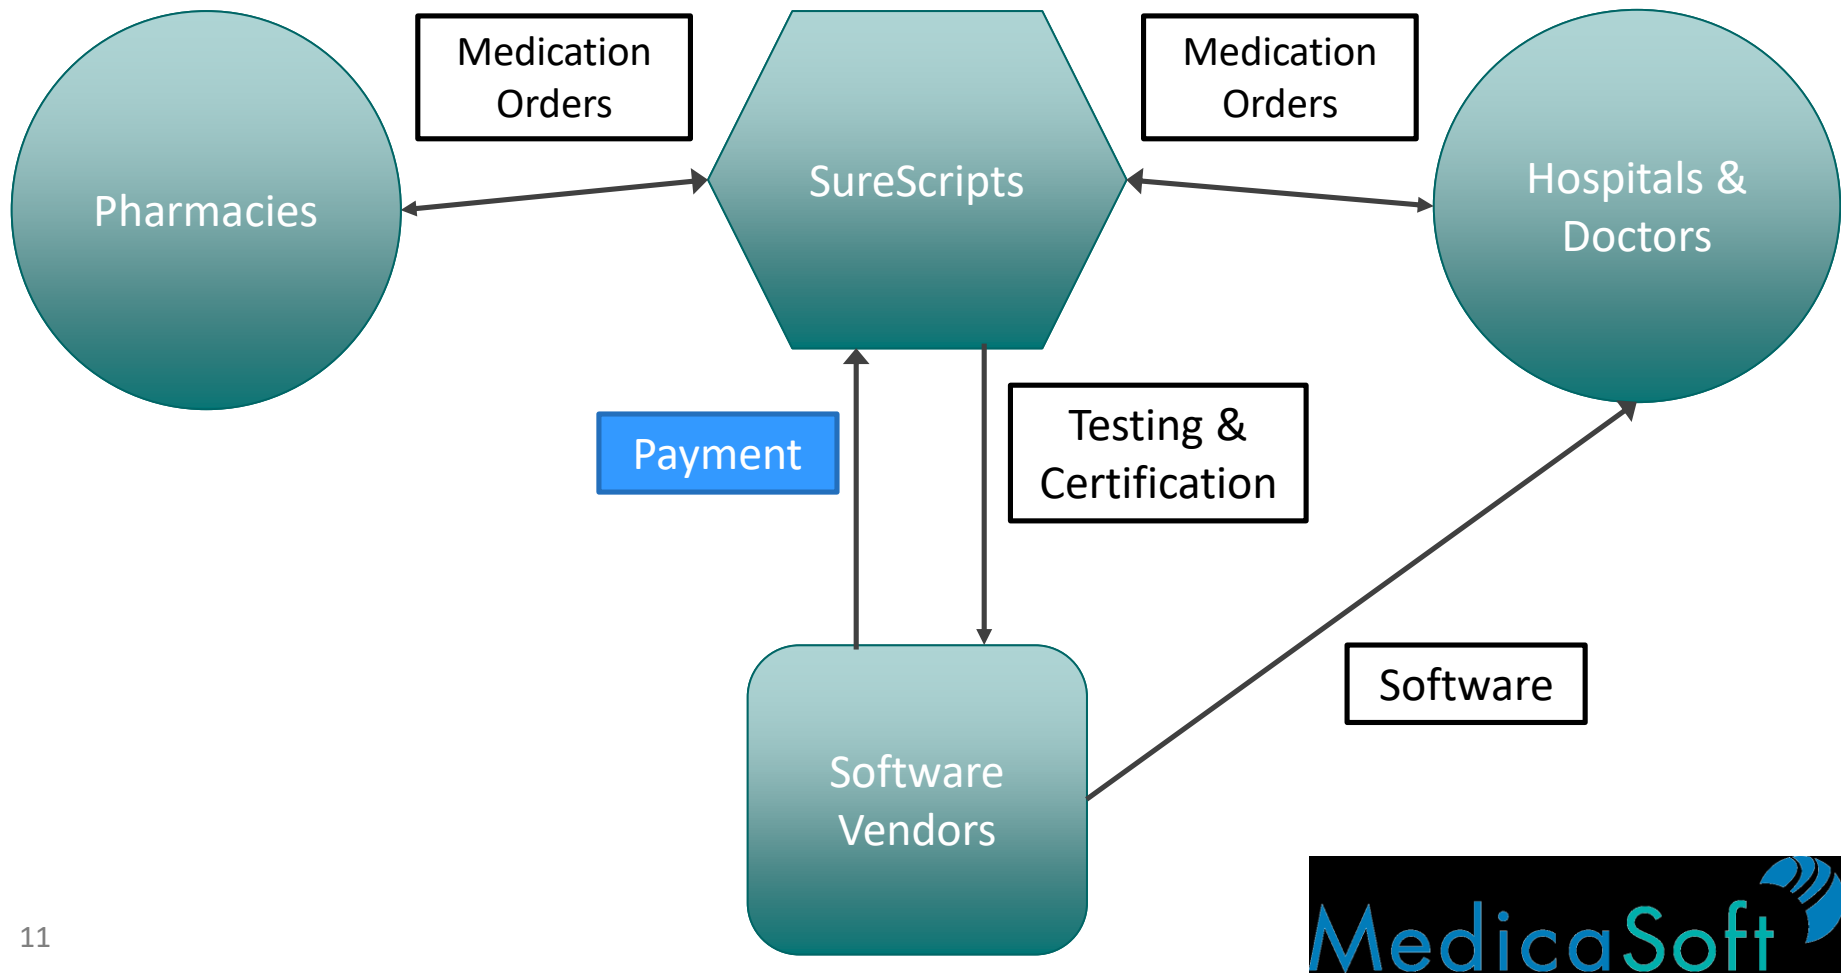 Medication
Orders
Medication
Orders
Pharmacies
SureScripts
Hospitals &
Doctors
Payment
Testing &
Certification
Software
Software
Vendors
11
MedicaSoft